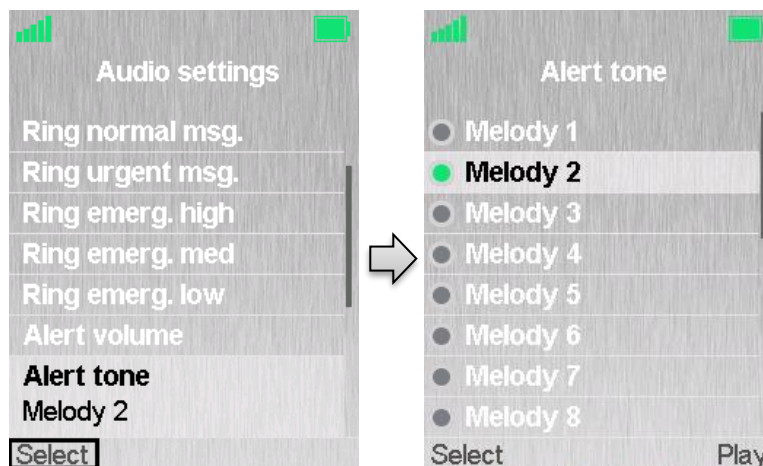 Audio settings
Ring normal msg.
Ring urgent msg.
Ring emerg. high
Ring emerg. med
Ring emerg. low
Alert volume
Alert tone
Melody 2
Select
Alert tone
Melody 1
Melody 2
Melody 3
Melody 4
Melody 5
Melody 6
Melody 7
Melody 8
Select
Play